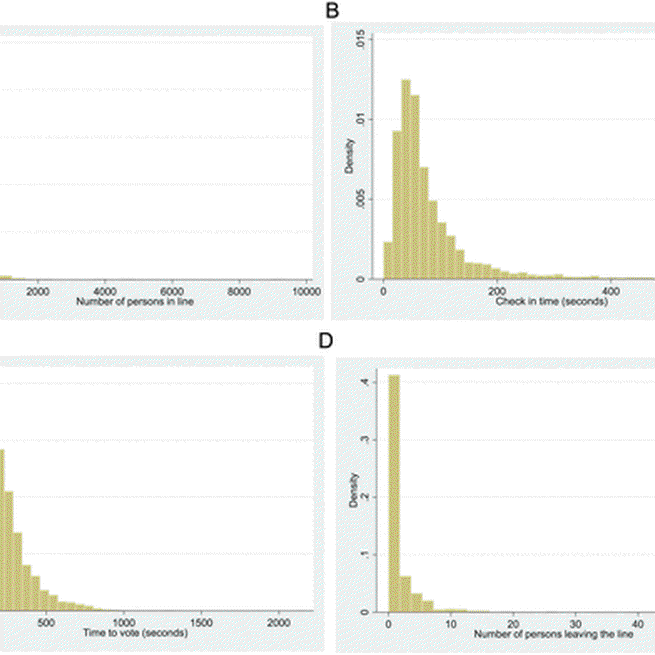 B
.015
.01
.005
0
Density
0 200 400
Check in time (seconds)
2000 4000 6000 8000 10000
Number of persons in line
D
.4
.3
.2
.1
0
Density
0 10 20 30 40
Number of persons leaving the line
500 1000 1500 2000
Time to vote (seconds)